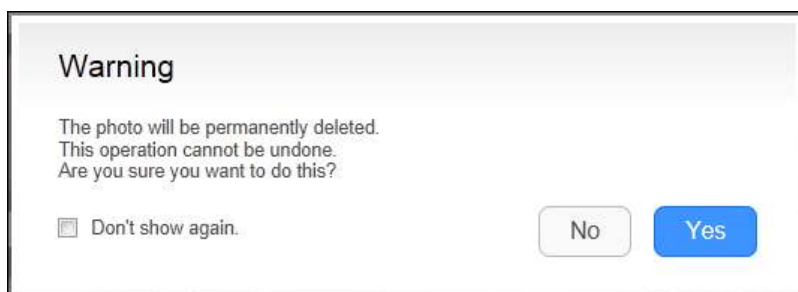 Warning
The photo will be permanently deleted.
This operation cannot be undone.
Are you sure you want to do this?
Don't show again.
No
Yes